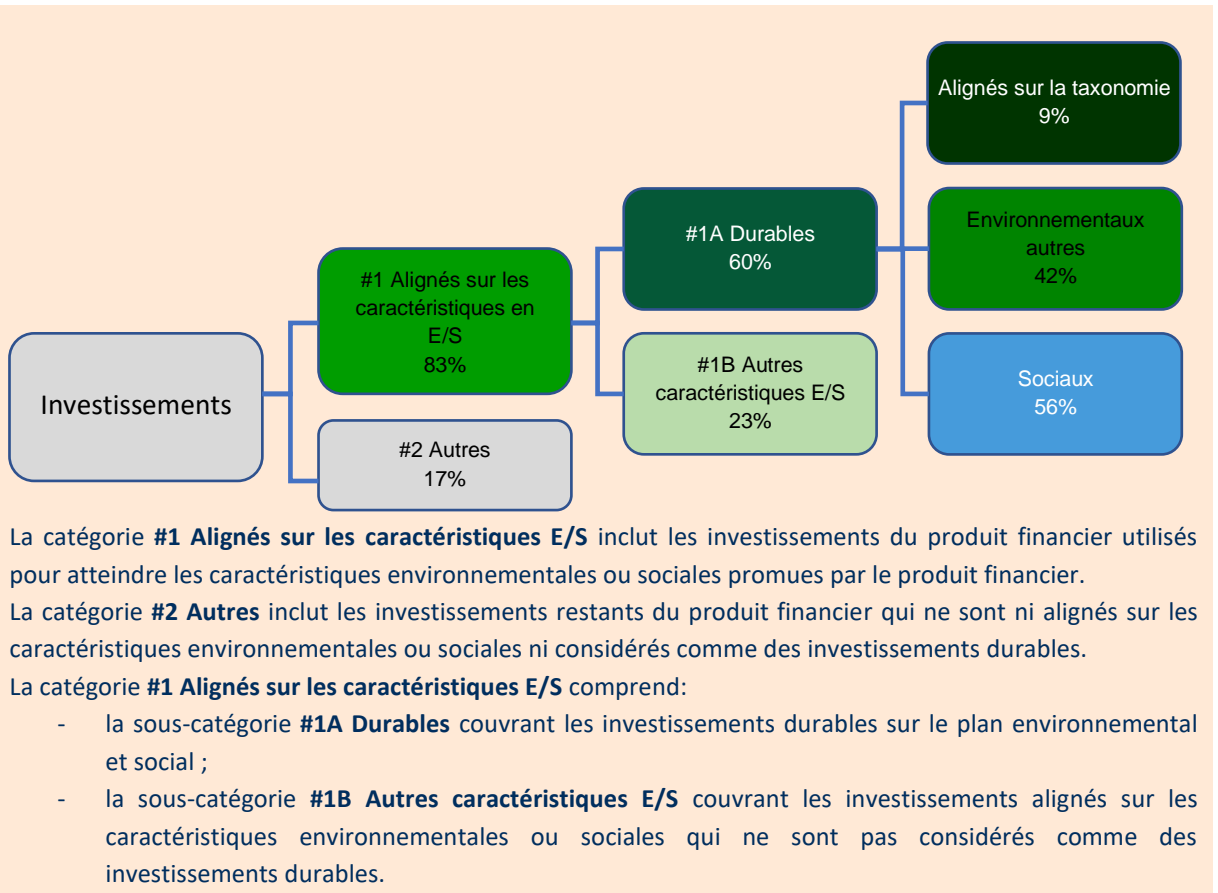 Alignés sur la taxonomie
9%
#1A Durables
60%
Environnementaux
autres
42%
#1 Alignés sur les
caractéristiques en
E/S
83%
#1B Autres
caractéristiques E/S
23%
Sociaux
56%
Investissements
#2 Autres
17%
La catégorie #1 Alignés sur les caractéristiques E/S inclut les investissements du produit financier utilisés
pour atteindre les caractéristiques environnementales ou sociales promues par le produit financier.
La catégorie #2 Autres inclut les investissements restants du produit financier qui ne sont ni alignés sur les
caractéristiques environnementales ou sociales ni considérés comme des investissements durables.
La catégorie #1 Alignés sur les caractéristiques E/S comprend:
- la sous-catégorie #1A Durables couvrant les investissements durables sur le plan environnemental
et social ;
- la sous-catégorie #1B Autres caractéristiques E/S couvrant les investissements alignés sur les
caractéristiques environnementales ou sociales qui ne sont pas considérés comme des
investissements durables.